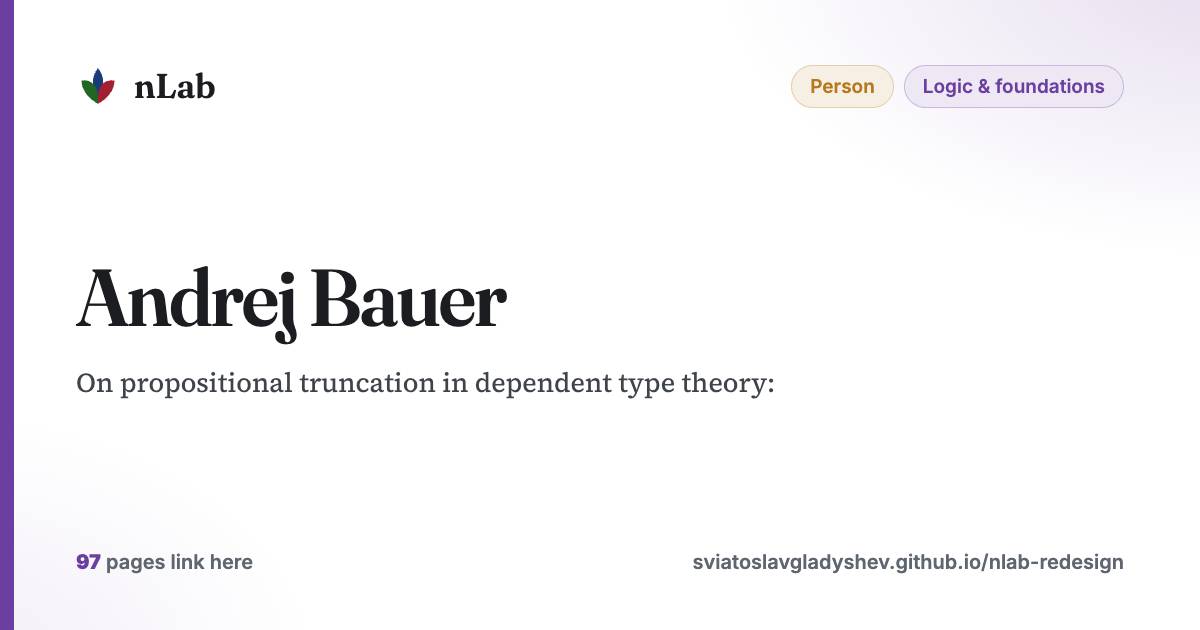 nLab
Person
Logic & foundations
Andrej Bauer
On propositional truncation in dependent type theory:
97 pages link here
sviatoslavgladyshev.github.io/nlab-redesign